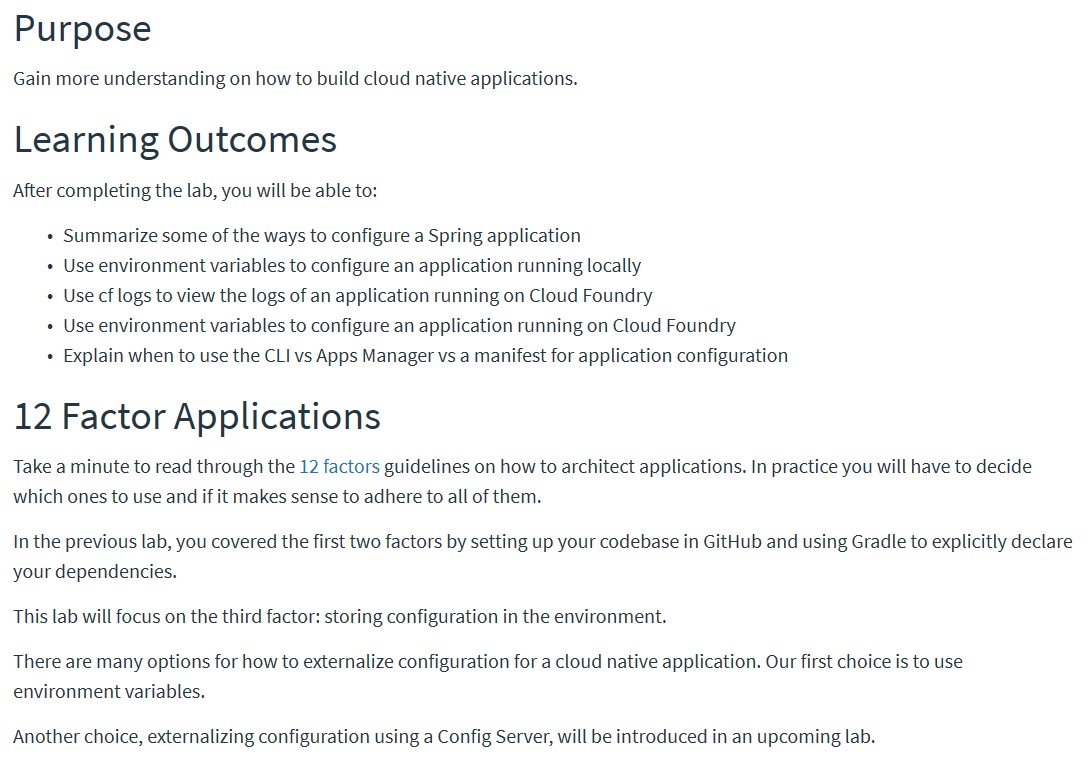 Purpose
Gain more understanding on how to build cloud native applications.
Learning Outcomes
After completing the lab, you will be able to:
• Summarize some of the ways to configure a Spring application
• Use environment variables to configure an application running locally
• Use cf logs to view the logs of an application running on Cloud Foundry
• Use environment variables to configure an application running on Cloud Foundry
• Explain when to use the CLI vs Apps Manager vs a manifest for application configuration
12 Factor Applications
Take a minute to read through the 12 factors guidelines on how to architect applications. In practice you will have to decide
which ones to use and if it makes sense to adhere to all of them.
In the previous lab, you covered the first two factors by setting up your codebase in GitHub and using Gradle to explicitly declare
your dependencies.
This lab will focus on the third factor: storing configuration in the environment.
There are many options for how to externalize configuration for a cloud native application. Our first choice is to use
environment variables.
Another choice, externalizing configuration using a Config Server, will be introduced in an upcoming lab.